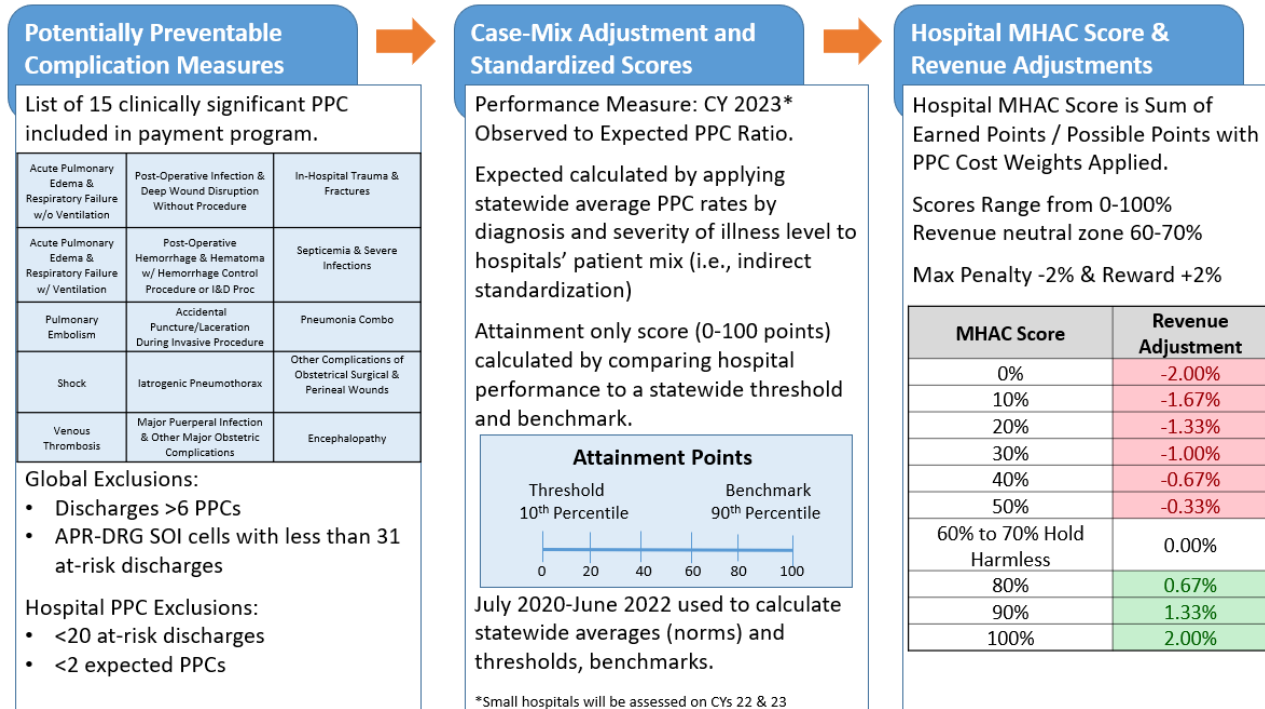 Potentially Preventable
Complication Measures
List of 15 clinically significant PPC
included in payment program.
Acute Pulmonary
Edema &
Respiratory Failure
w/o Ventilation
Post-Operative Infection &
Deep Wound Disruption
Without Procedure
In-Hospital Trauma &
Fractures
Acute Pulmonary
Edema &
Respiratory Failure
w/ Ventilation
Post-Operative
Hemorrhage & Hematoma
w/ Hemorrhage Control
Procedure or I&D Proc
Septicemia & Severe
Infections
Pulmonary
Embolism
Accidental
Puncture/Laceration
During Invasive Procedure
Pneumonia Combo
Shock
Iatrogenic Pneumothorax
Other Complications of
Obstetrical Surgical &
Perineal Wounds
Venous
Thrombosis
Major Puerperal Infection
& Other Major Obstetric
Complications
Encephalopathy
Global Exclusions:
• Discharges >6 PPCs
• APR-DRG SOI cells with less than 31
at-risk discharges
Hospital PPC Exclusions:
• <20 at-risk discharges
• <2 expected PPCs
Case-Mix Adjustment and
Standardized Scores
Performance Measure: CY 2023*
Observed to Expected PPC Ratio.
Expected calculated by applying
statewide average PPC rates by
diagnosis and severity of illness level to
hospitals' patient mix (i.e., indirect
standardization)
Attainment only score (0-100 points)
calculated by comparing hospital
performance to a statewide threshold
and benchmark.
Attainment Points
Threshold
10th Percentile
Benchmark
90th Percentile
0 20 40 60 80 100
July 2020-June 2022 used to calculate
statewide averages (norms) and
thresholds, benchmarks.
*Small hospitals will be assessed on CYs 22 & 23
Hospital MHAC Score &
Revenue Adjustments
Hospital MHAC Score is Sum of
Earned Points / Possible Points with
PPC Cost Weights Applied.
Scores Range from 0-100%
Revenue neutral zone 60-70%
Max Penalty -2% & Reward +2%
MHAC Score
Revenue
Adjustment
0% -2.00%
10% -1.67%
20% -1.33%
30% -1.00%
40% -0.67%
50% -0.33%
60% to 70% Hold
Harmless
0.00%
80% 0.67%
90% 1.33%
100% 2.00%